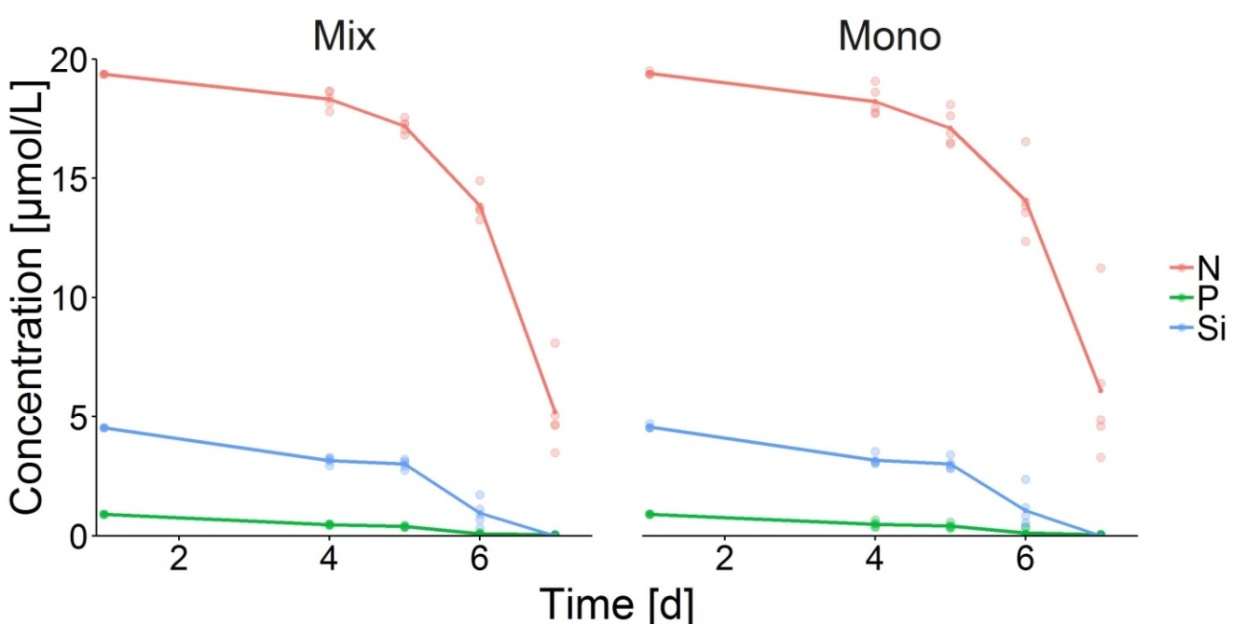 Mix Mono
Concentration [µmol/L]
20
15
10
5
0
2 4 6 2 4 6
Time [d]
N
P
Si